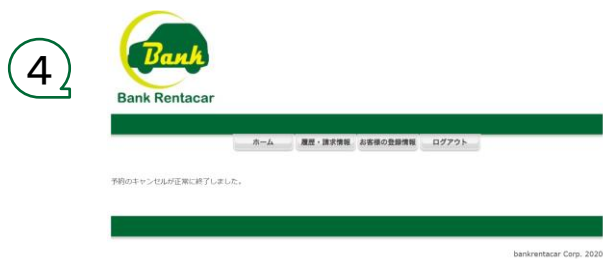 4
Bank
Bank Rentacar
ホーム 履歴・請求情報 お客様の登録情報 ログアウト
予約のキャンセルが正常に終了しました。
bankrentacar Corp. 2020